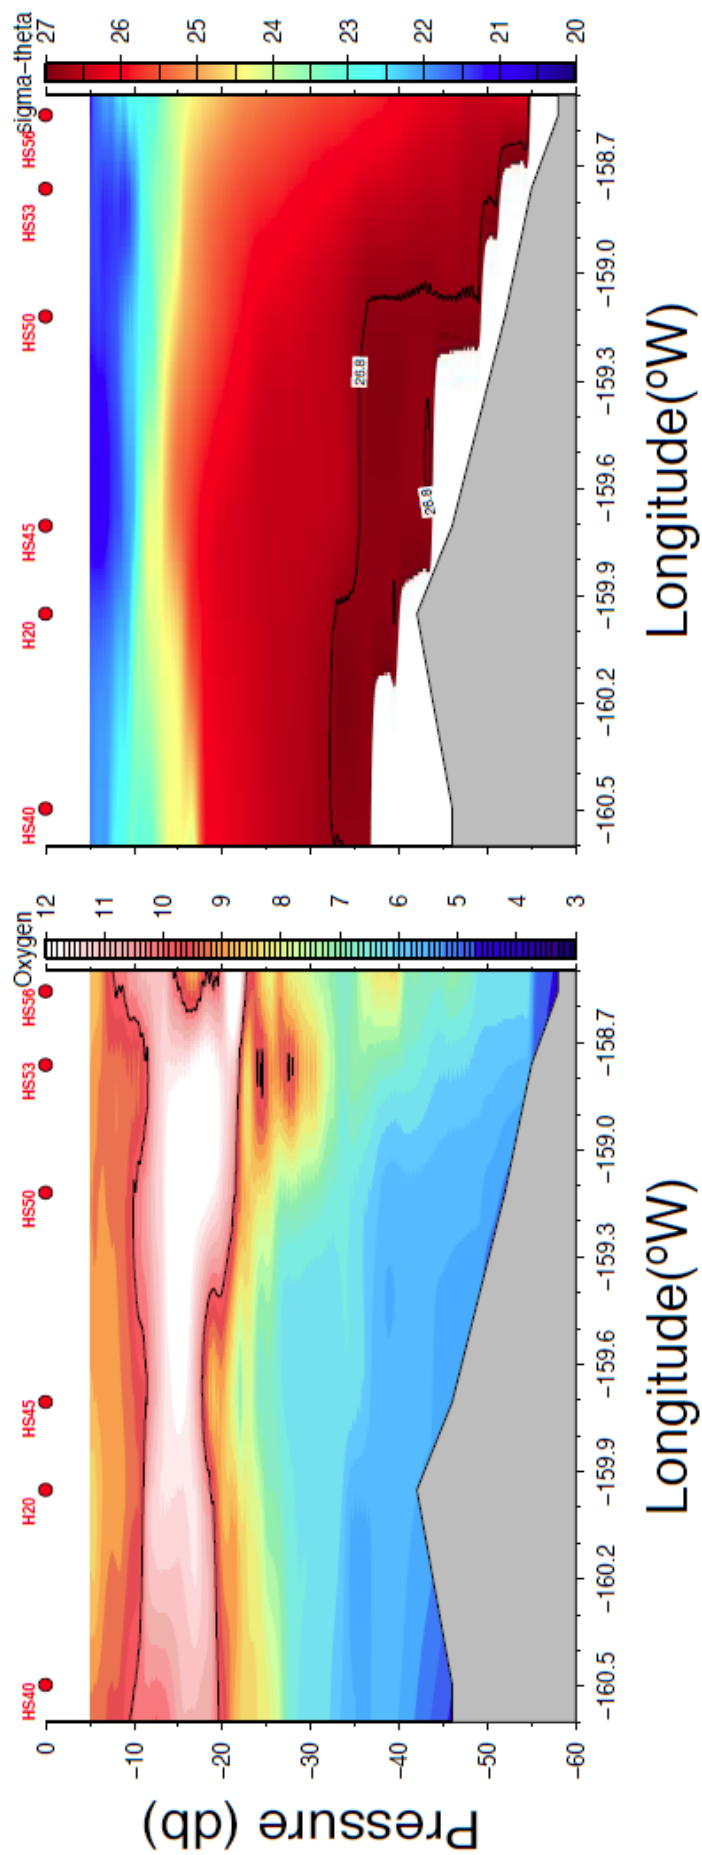 Pressure (db)
0
-10
-20
-30
-40
-50
-60
HS40
H20
HS45
HS50
HS53
HS56
Oxygen
12
11
10
9
8
7
6
5
4
3
-160.5
-160.2
-159.9
-159.6
-159.3
-159.0
-158.7
Longitude(ºW)
HS40
H20
HS45
HS50
HS53
HS56
sigma-theta
27
26
25
24
23
22
21
20
26.8
26.8
-160.5
-160.2
-159.9
-159.6
-159.3
-159.0
-158.7
Longitude(ºW)